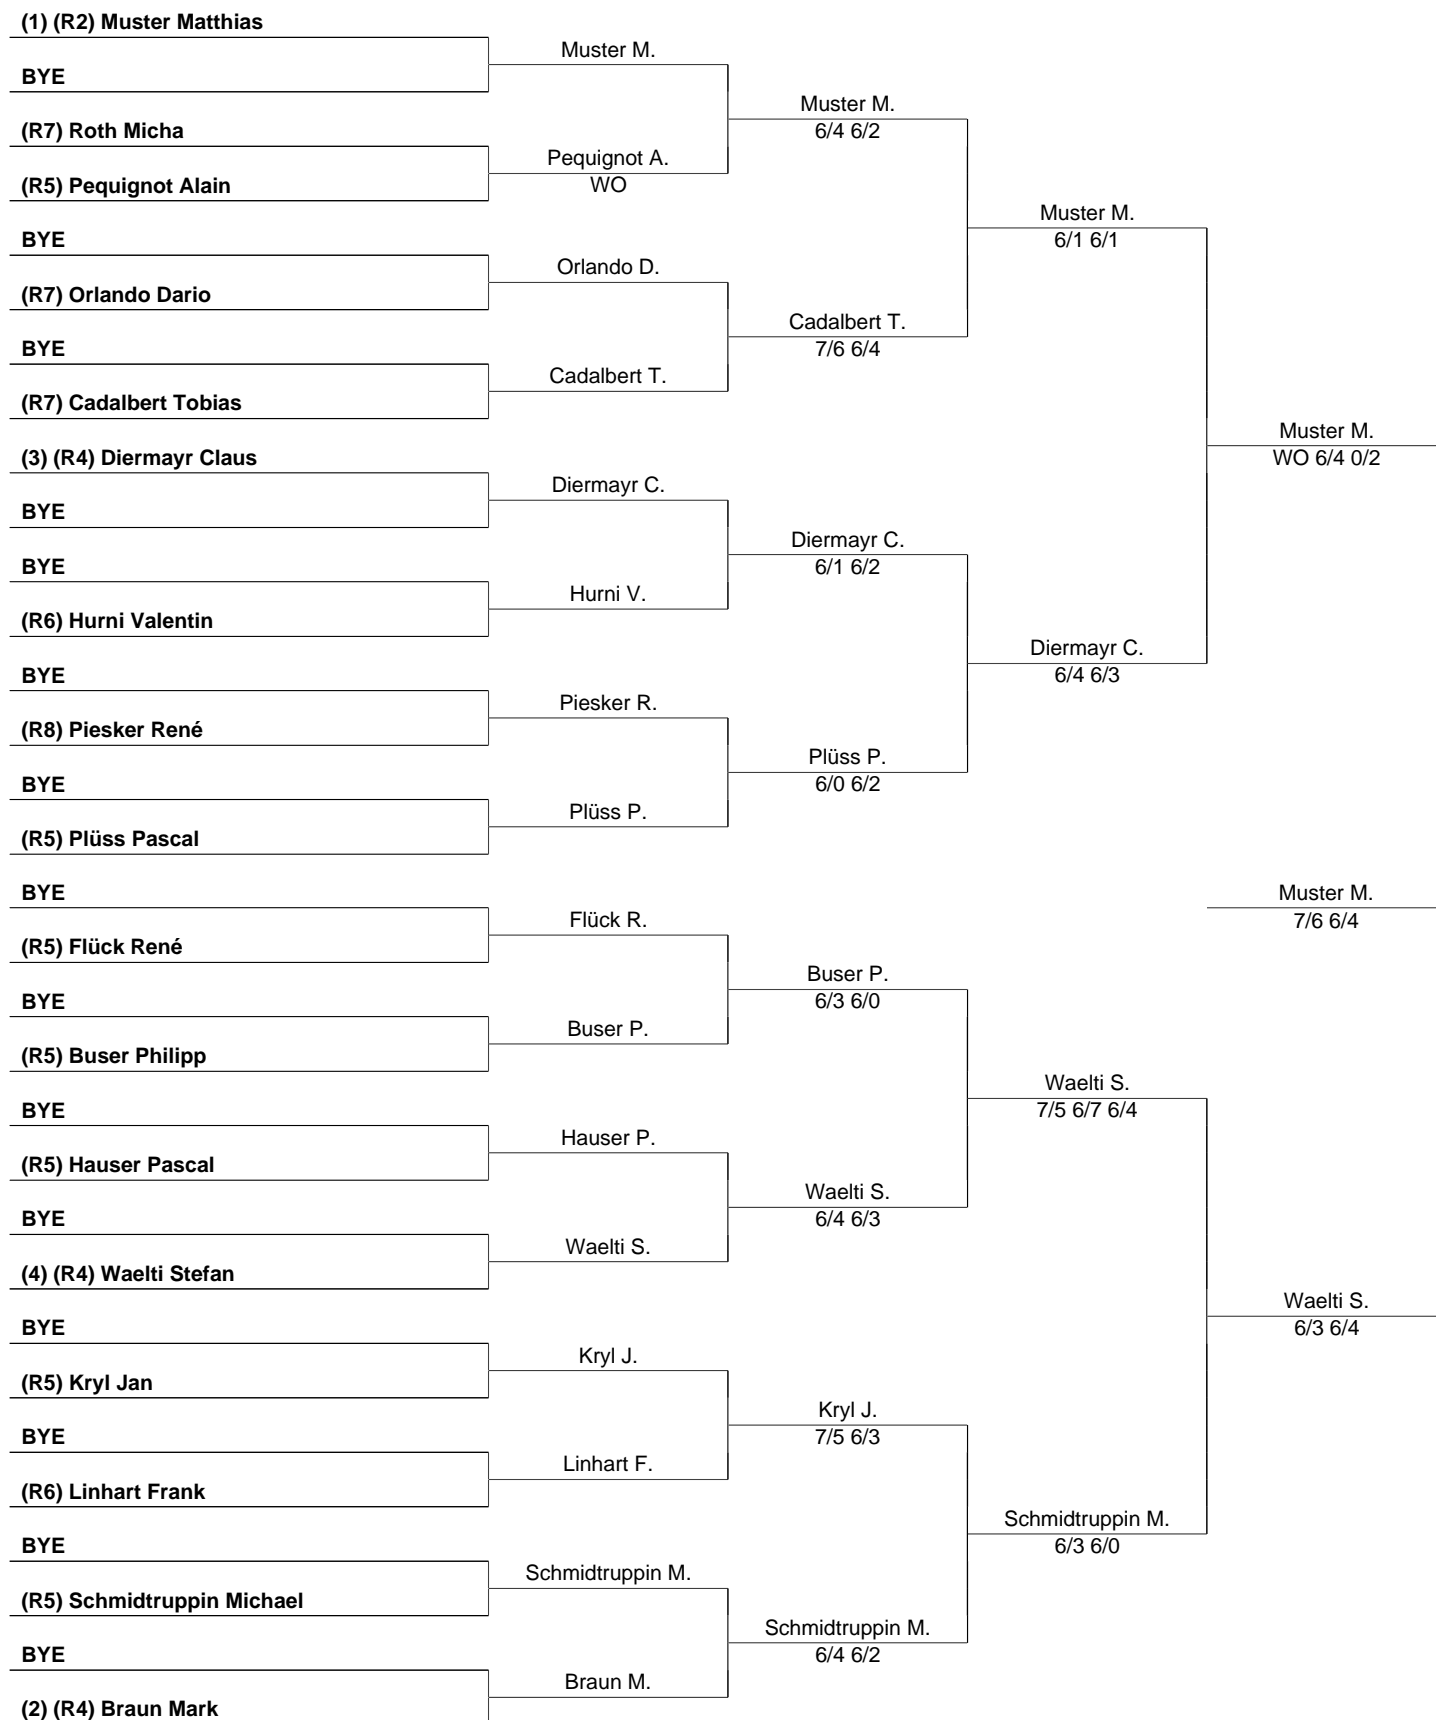 (1) (R2) Muster Matthias
BYE
(R7) Roth Micha
(R5) Pequignot Alain
BYE
(R7) Orlando Dario
BYE
(R7) Cadalbert Tobias
(3) (R4) Diermayr Claus
BYE
BYE
(R6) Hurni Valentin
BYE
(R8) Piesker René
BYE
(R5) Plüss Pascal
BYE
(R5) Flück René
BYE
(R5) Buser Philipp
BYE
(R5) Hauser Pascal
BYE
(4) (R4) Waelti Stefan
BYE
(R5) Kryl Jan
BYE
(R6) Linhart Frank
BYE
(R5) Schmidtruppin Michael
BYE
(2) (R4) Braun Mark
Muster M.
Pequignot A.
WO
Orlando D.
Cadalbert T.
Diermayr C.
Hurni V.
Piesker R.
Plüss P.
Flück R.
Buser P.
Hauser P.
Waelti S.
Kryl J.
Linhart F.
Schmidtruppin M.
Braun M.
Muster M.
6/4 6/2
Cadalbert T.
7/6 6/4
Diermayr C.
6/1 6/2
Plüss P.
6/0 6/2
Buser P.
6/3 6/0
Waelti S.
6/4 6/3
Kryl J.
7/5 6/3
Schmidtruppin M.
6/4 6/2
Muster M.
6/1 6/1
Diermayr C.
6/4 6/3
Waelti S.
7/5 6/7 6/4
Schmidtruppin M.
6/3 6/0
Muster M.
WO 6/4 0/2
Muster M.
7/6 6/4
Waelti S.
6/3 6/4